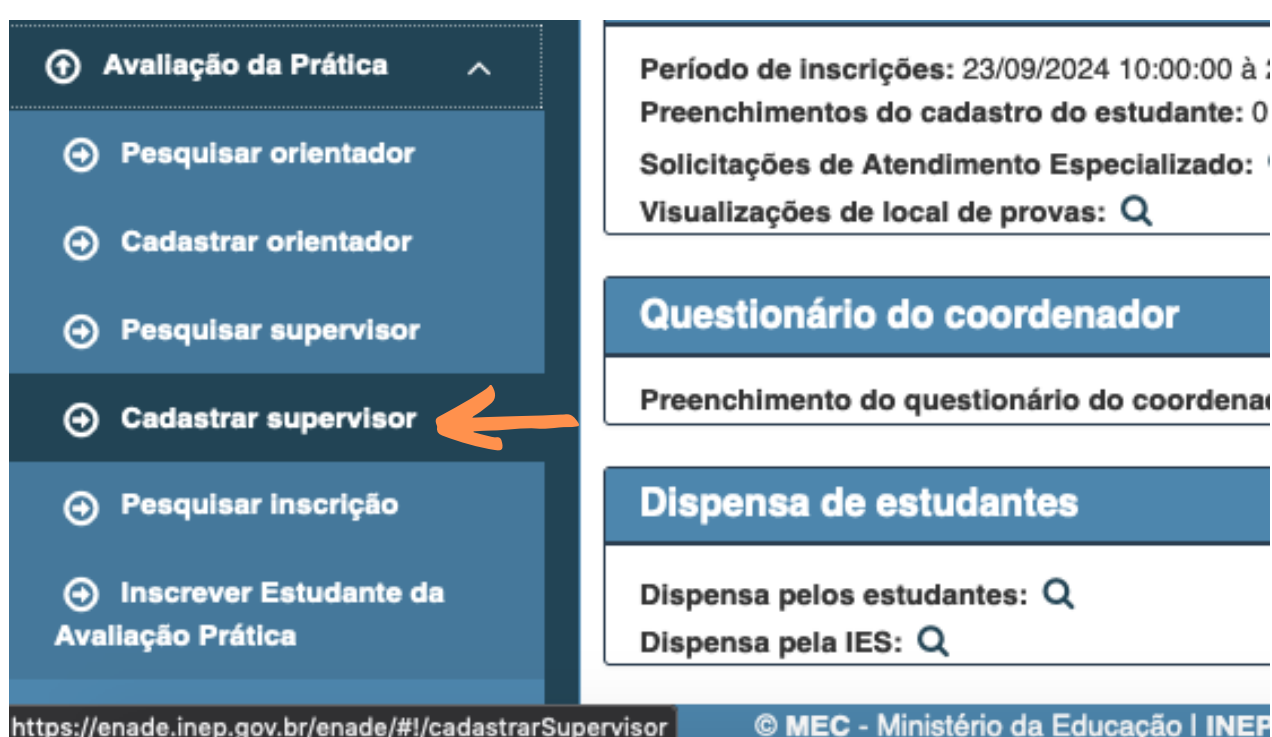 Avaliação da Prática
Pesquisar orientador
Cadastrar orientador
Pesquisar supervisor
Cadastrar supervisor
Pesquisar inscrição
Inscrever Estudante da
Avaliação Prática
https://enade.inep.gov.br/enade/#!/cadastrarSupervisor
Período de inscrições: 23/09/2024 10:00:00 à
Preenchimentos do cadastro do estudante: 0
Solicitações de Atendimento Especializado:
Visualizações de local de provas:
Questionário do coordenador
Preenchimento do questionário do
Dispensa de estudantes
Dispensa pelos estudantes:
Dispensa pela IES:
© MEC - Ministério da Educação | INEP